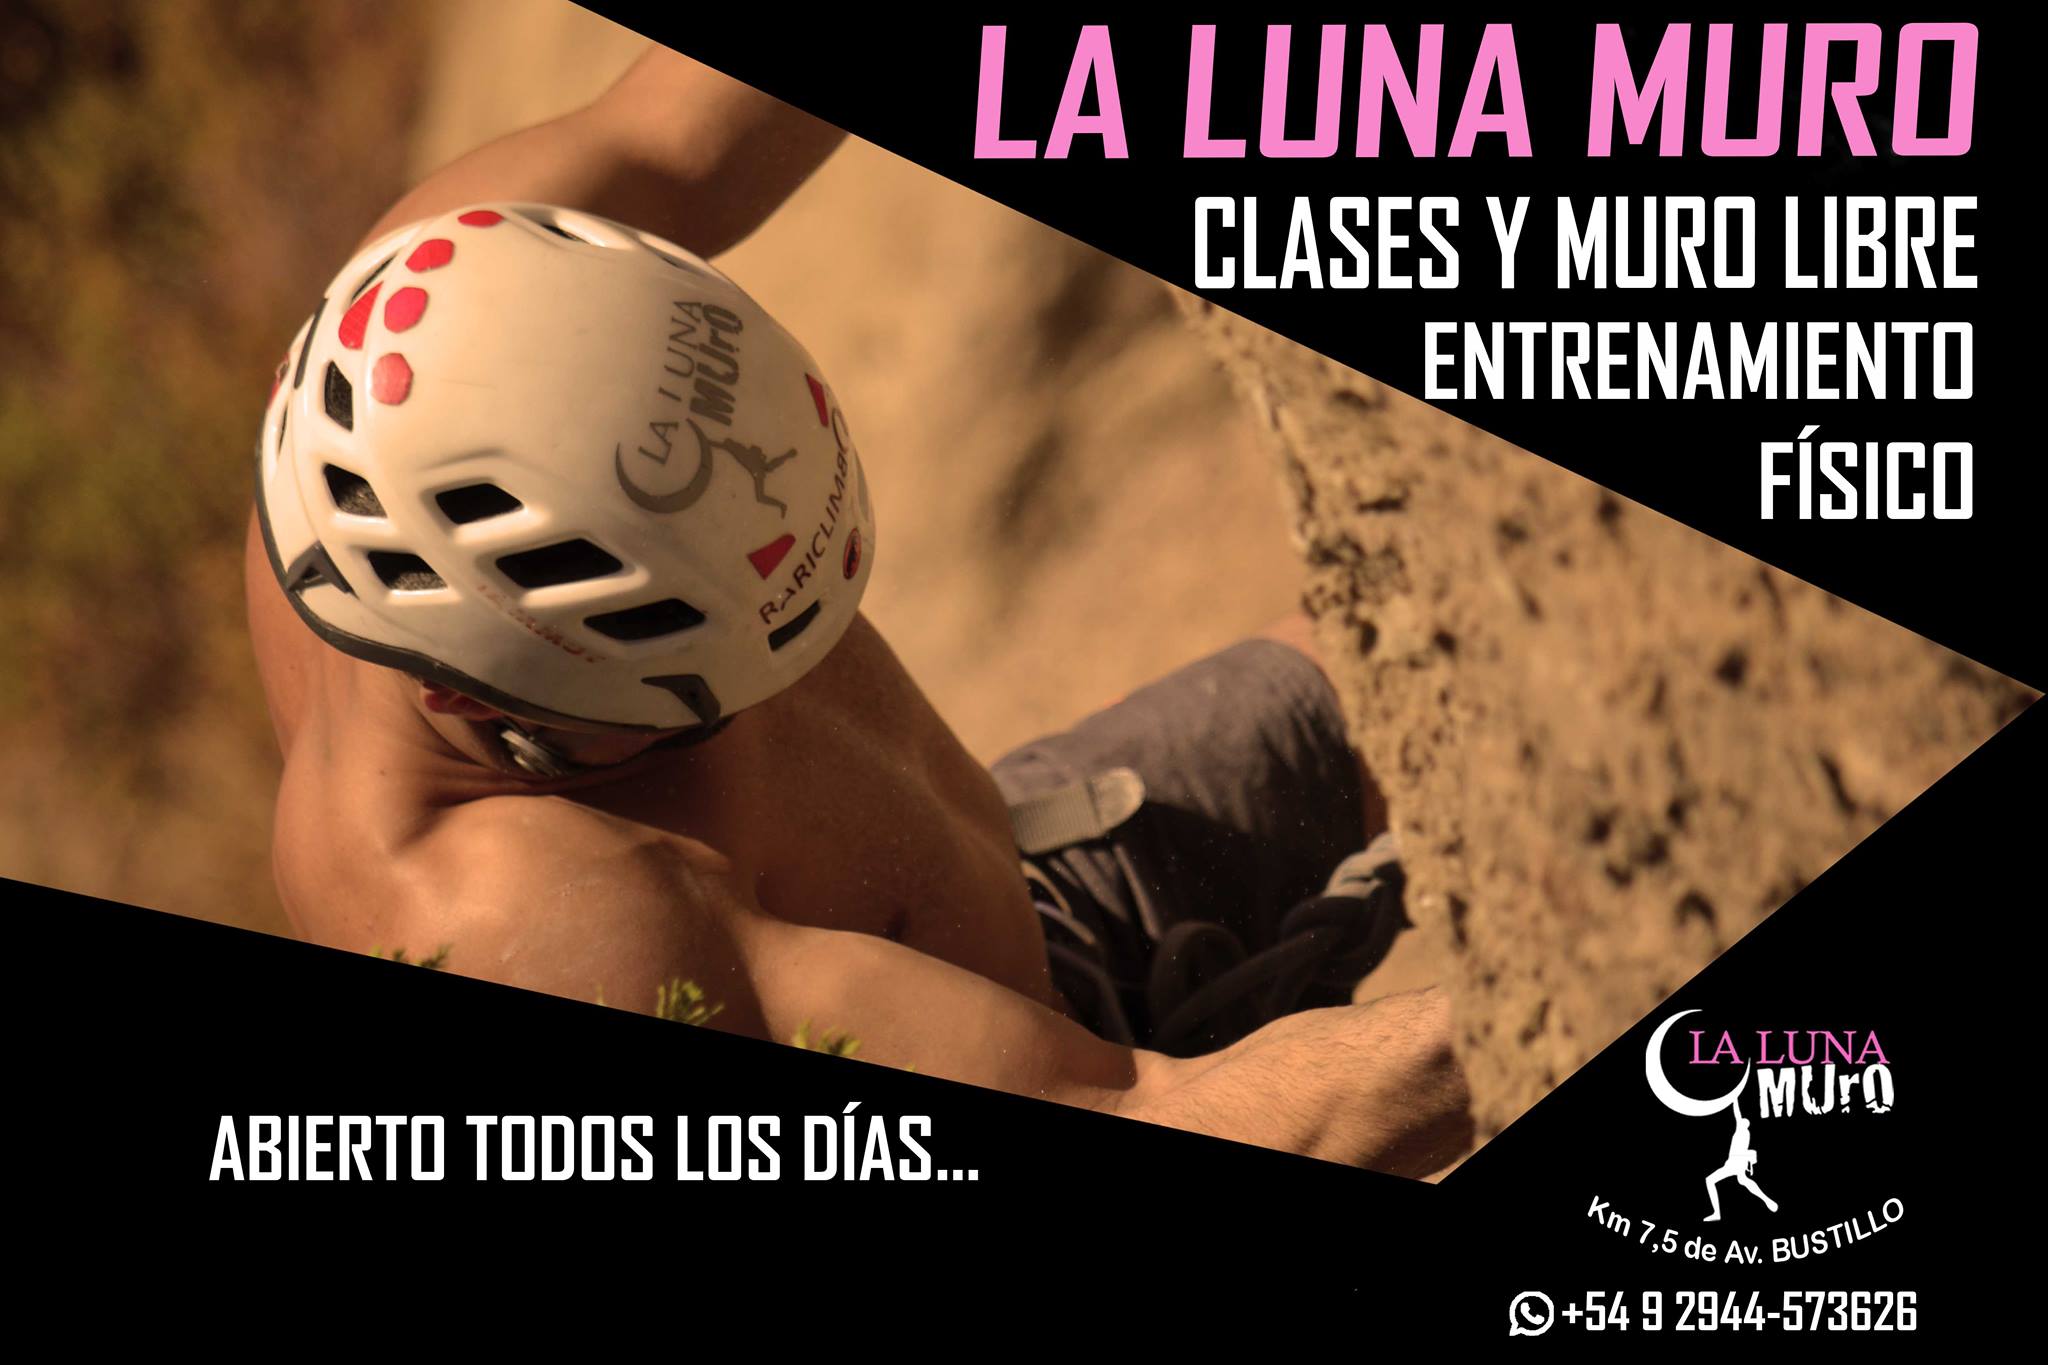 LA LUNA MURO
CLASES Y MURO LIBRE
ENTRENAMIENTO
FÍSICO
LA LUNA
MUrO
RARICLIMBO
ABIERTO TODOS LOS DÍAS...
LA LUNA
MUrO
Km 7,5 de Av. BUSTILLO
+54 9 2944-573626